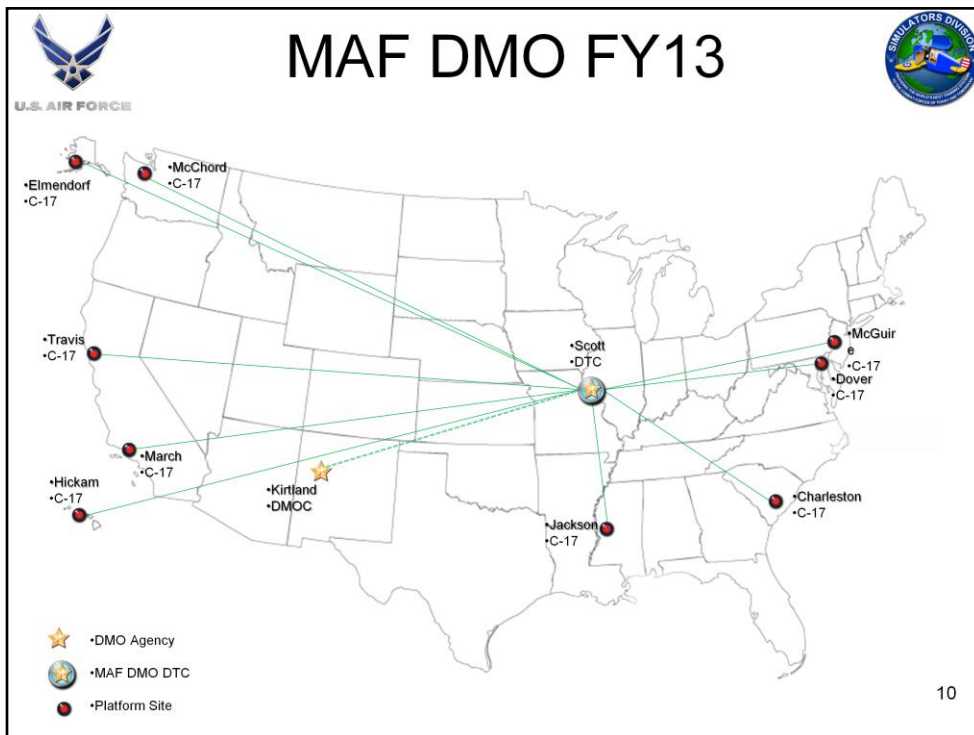 MAF DMO FY13
U.S. AIR FORCE
SIMULATORS DIVISION
•Elmendorf
•C-17
•McChord
•C-17
•Travis
•C-17
•Scott
•DTC
•McGuir
e
•C-17
•Dover
•C-17
•March
•C-17
•Hickam
•C-17
•Kirtland
•DMOC
•Jackson
•C-17
•Charleston
•C-17
•DMO Agency
•MAF DMO DTC
•Platform Site
10